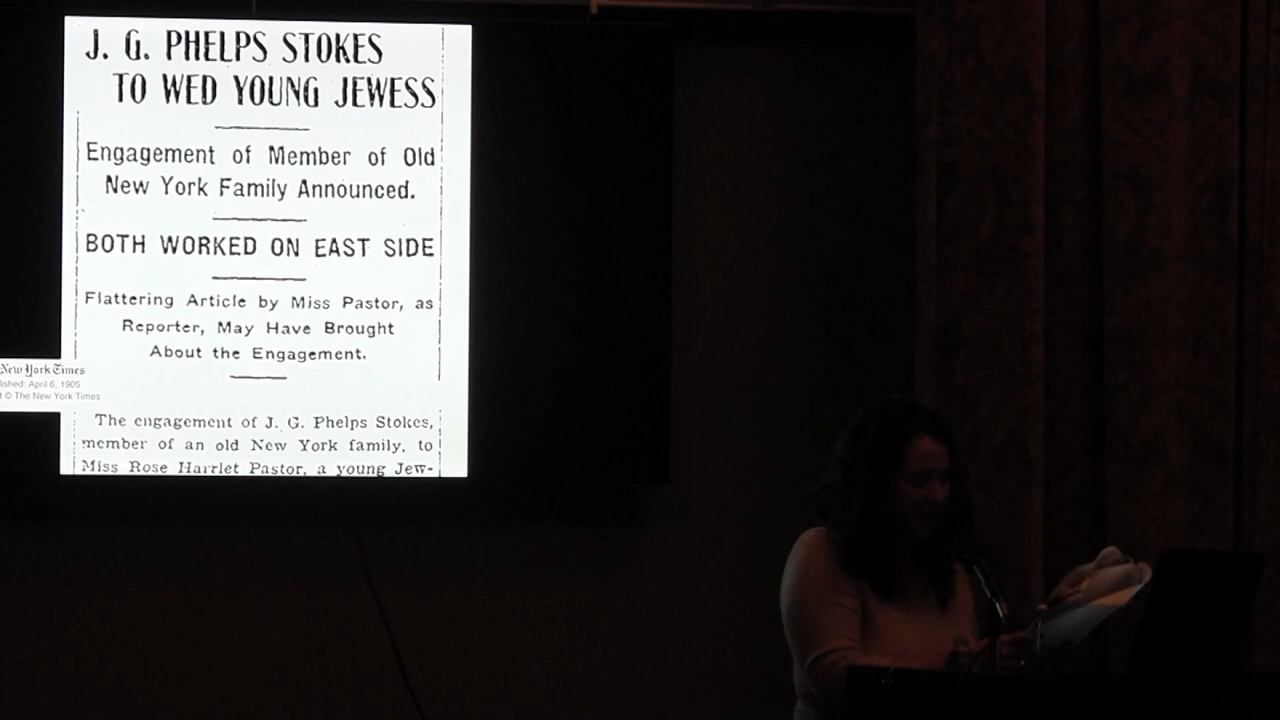 J. G. PHELPS STOKES
TO WED YOUNG JEWESS
Engagement of Member of Old
New York Family Announced.
BOTH WORKED ON EAST SIDE
Flattering Article by Miss Pastor, as
Reporter, May Have Brought
About the Engagement.
New York Times
lished: April 6, 1905
t © The New York Times
The engagement of J. G. Phelps Stokes,
member of an old New York family, to
Miss Rose Harriet Pastor, a young Jew-